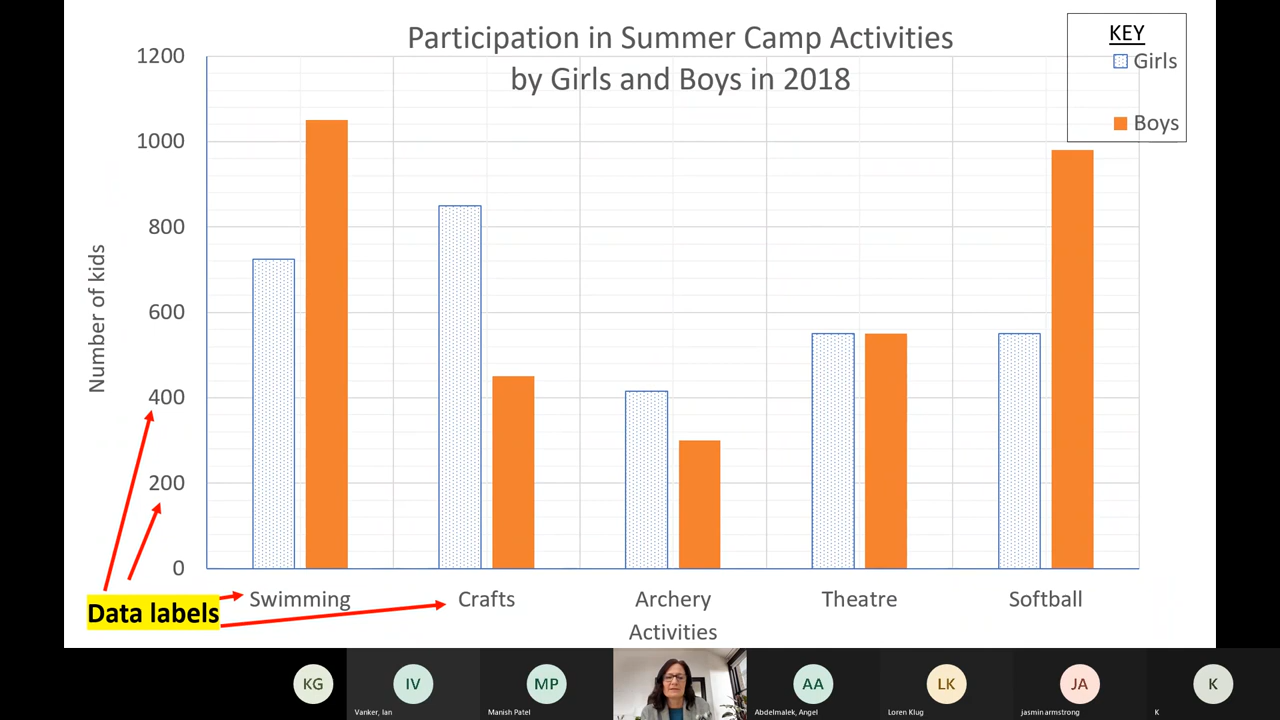 Participation in Summer Camp Activities
by Girls and Boys in 2018
KEY
Girls
Boys
1200
1000
800
600
400
200
0
Number of kids
Data labels
Swimming
Crafts
Archery
Theatre
Softball
Activities
KG
IV
MP
AA
LK
JA
K
Vanker, Ian
Manish Patel
Abdelmalek, Angel
Loren Klug
jasmin armstrong
K